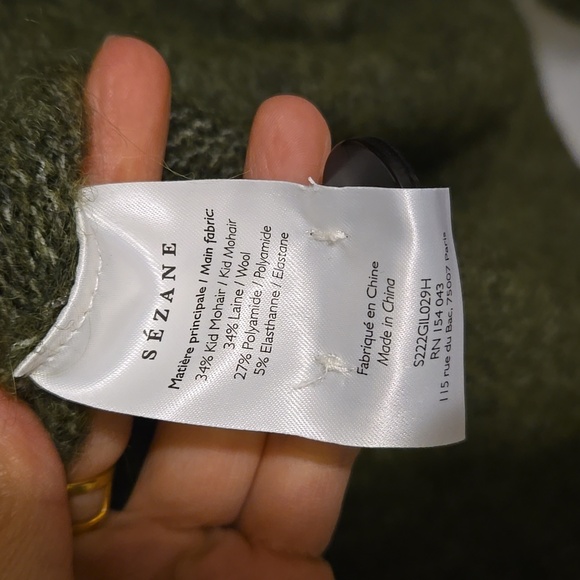 SÉZANE
Matière principale / Main fabric:
34% Kid Mohair / Kid Mohair
34% Laine / Wool
27% Polyamide / Polyamide
5% Elasthanne / Elastane
Fabriqué en Chine
Made in China
S222GIL029H
RN 154 043
115 rue du Bac, 75007 Paris